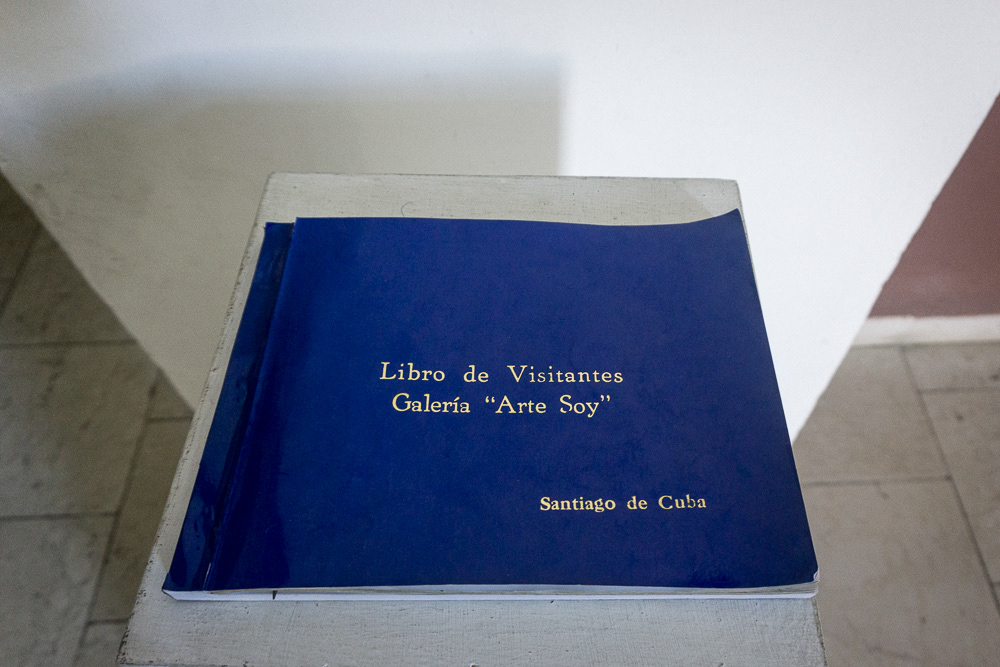 Libro de Visitantes
Galería “Arte Soy”
Santiago de Cuba